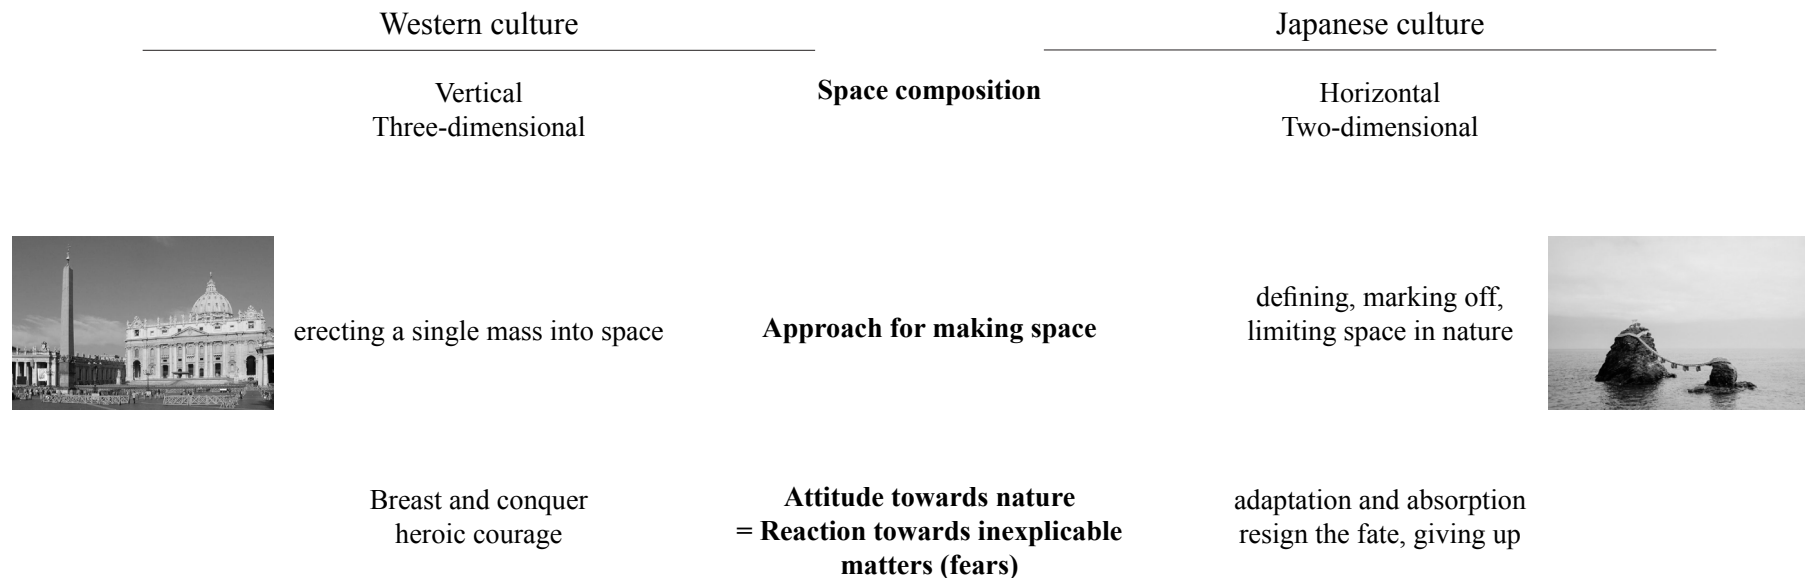 Western culture
Japanese culture
Vertical
Three-dimensional
Space composition
Horizontal
Two-dimensional
erecting a single mass into space
Approach for making space
defining, marking off,
limiting space in nature
Breast and conquer
heroic courage
Attitude towards nature
= Reaction towards inexplicable
matters (fears)
adaptation and absorption
resign the fate, giving up